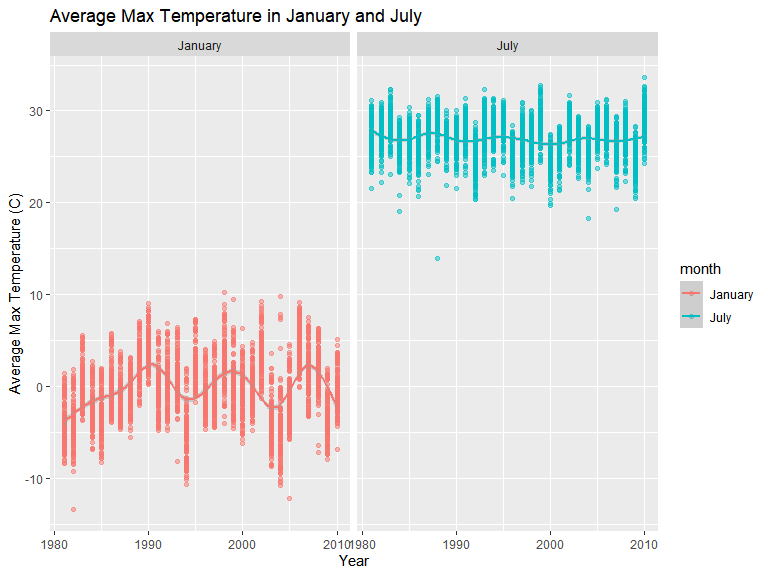 Average Max Temperature in January and July
January
July
Average Max Temperature (C)
30
20
10
0
-10
1980
1990
2000
2010
1980
1990
2000
2010
Year
month
January
July